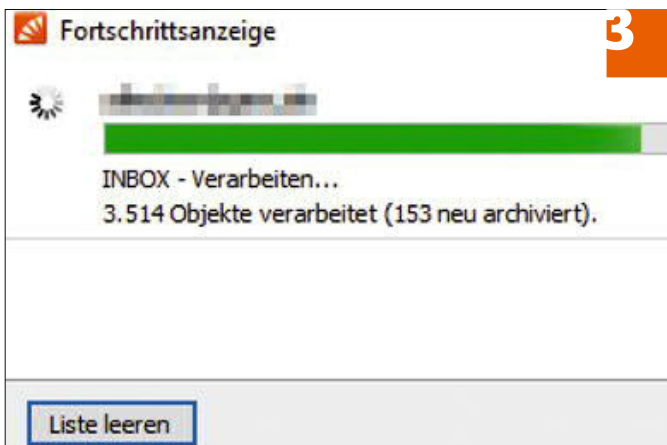 Fortschrittsanzeige
3
INBOX - Verarbeiten...
3.514 Objekte verarbeitet (153 neu archiviert).
Liste leeren